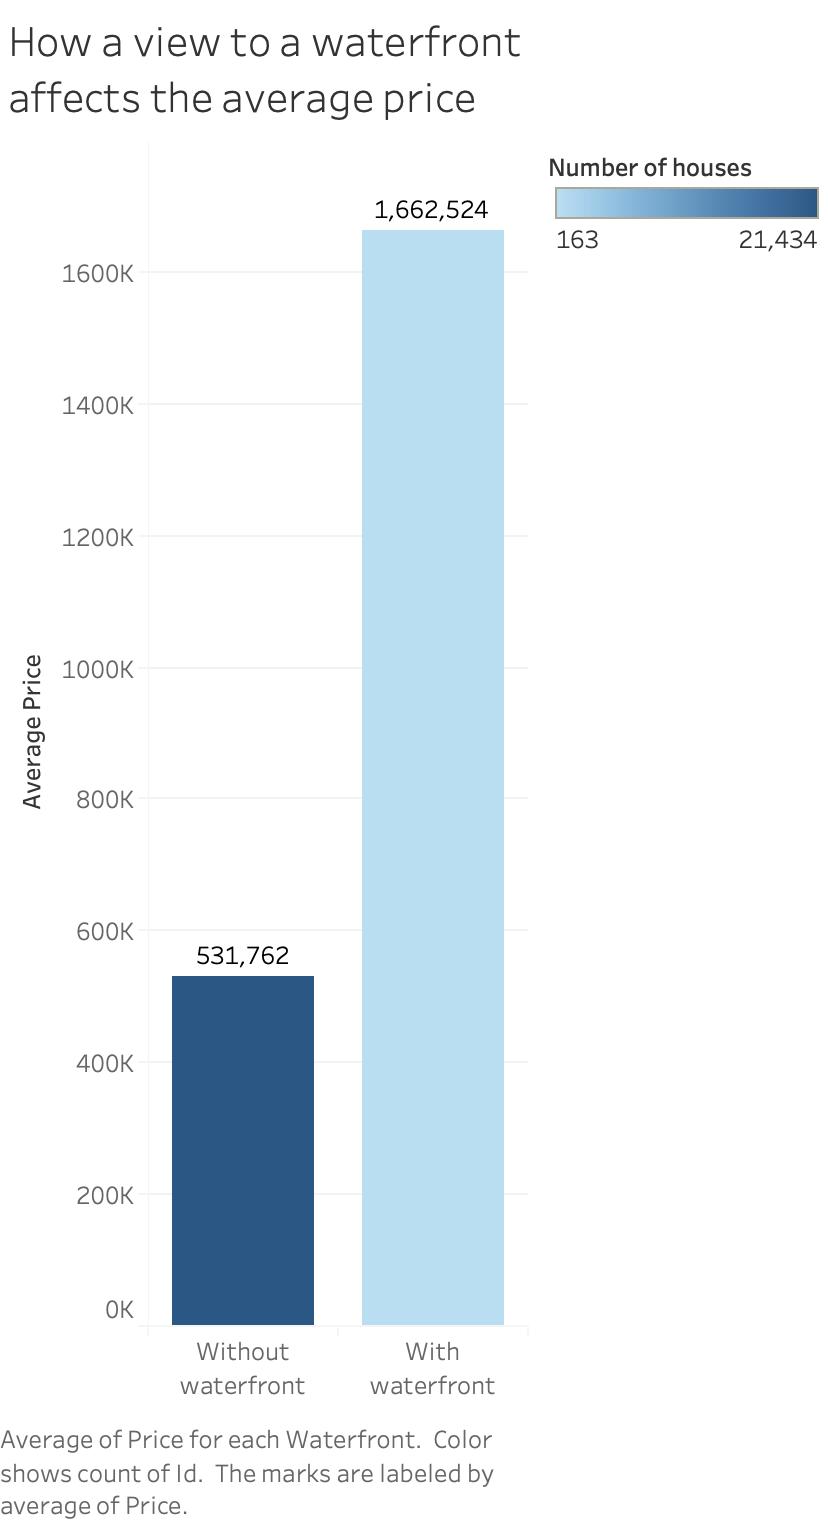 How a view to a waterfront
affects the average price
Number of houses
163 21,434
1,662,524
1600K
1400K
1200K
1000K
800K
600K
531,762
400K
200K
0K
Average Price
Without
waterfront
With
waterfront
Average of Price for each Waterfront.  Color
shows count of Id.  The marks are labeled by
average of Price.